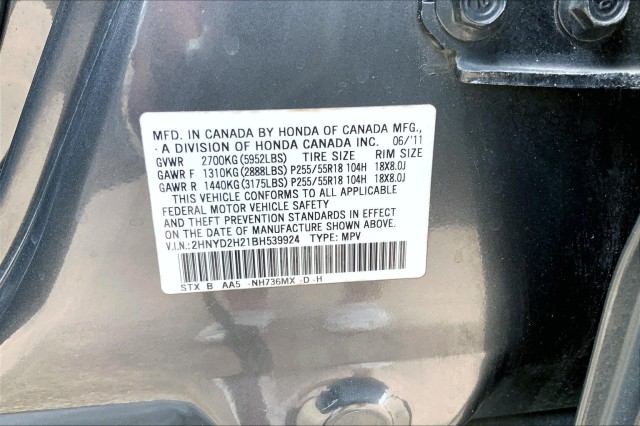 MFD. IN CANADA BY HONDA OF CANADA MFG.,
A DIVISION OF HONDA CANADA INC. 06/'11
GVWR 2700KG(5952LBS) TIRE SIZE RIM SIZE
GAWR F 1310KG(2888LBS) P255/55R18 104H 18X8.0J
GAWR R 1440KG(3175LBS) P255/55R18 104H 18X8.0J
THIS VEHICLE CONFORMS TO ALL APPLICABLE
FEDERAL MOTOR VEHICLE SAFETY
AND THEFT PREVENTION STANDARDS IN EFFECT
ON THE DATE OF MANUFACTURE SHOWN ABOVE.
V.I.N.:2HNYD2H21BH539924 TYPE: MPV
STX B AA5 -NH736MX -D -H